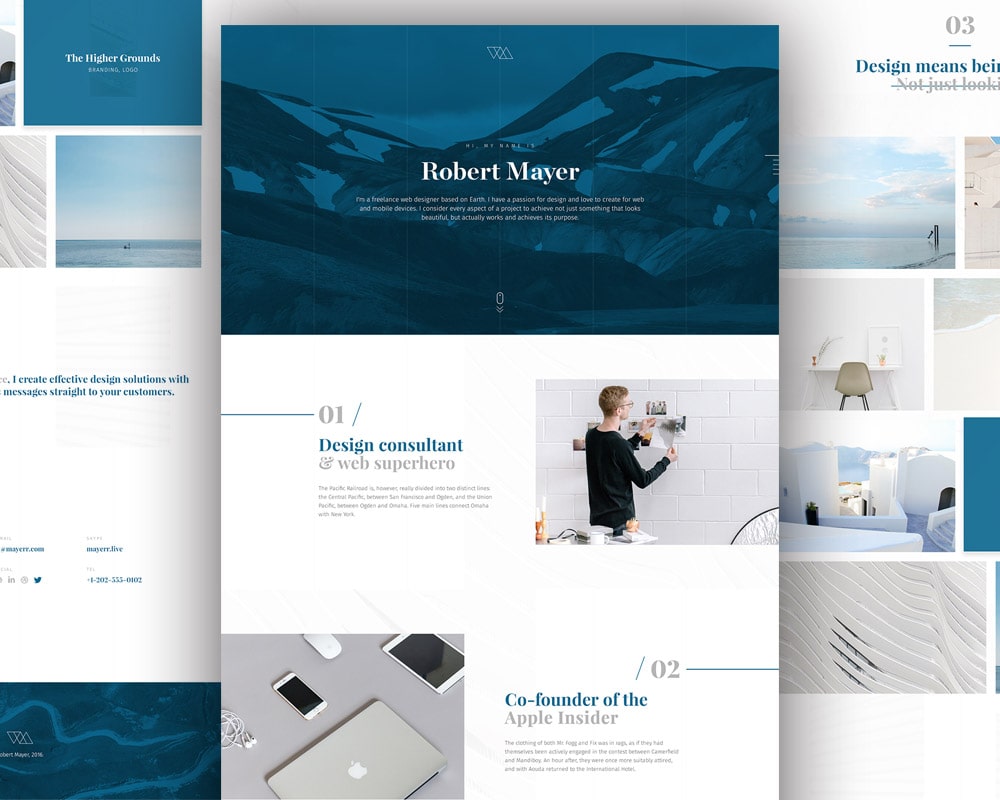 The Higher Grounds
BRANDING, LOGO
, I create effective design solutions with
messages straight to your customers.
@mayerr.com
SKYPE
mayerr.live
TEL
+1-202-555-0102
Robert Mayer, 2016
HI, MY NAME IS
Robert Mayer
I'm a freelance web designer based on Earth. I have a passion for design and love to create for web
and mobile devices. I consider every aspect of a project to achieve not just something that looks
beautiful, but actually works and achieves its purpose.
01 /
Design consultant
& web superhero
The Pacific Railroad is, however, really divided into two distinct lines:
the Central Pacific, between San Francisco and Ogden, and the Union
Pacific, between Ogden and Omaha. Five main lines connect Omaha
with New York.
/ 02
Co-founder of the
Apple Insider
The clothing of both Mr. Fogg and Fix was in rags, as if they had
themselves been actively engaged in the contest between Camerfield
and Mandiboy. An hour after, they were once more suitably attired,
and with Aouda returned to the International Hotel.
03
Design means bein
Not just looki